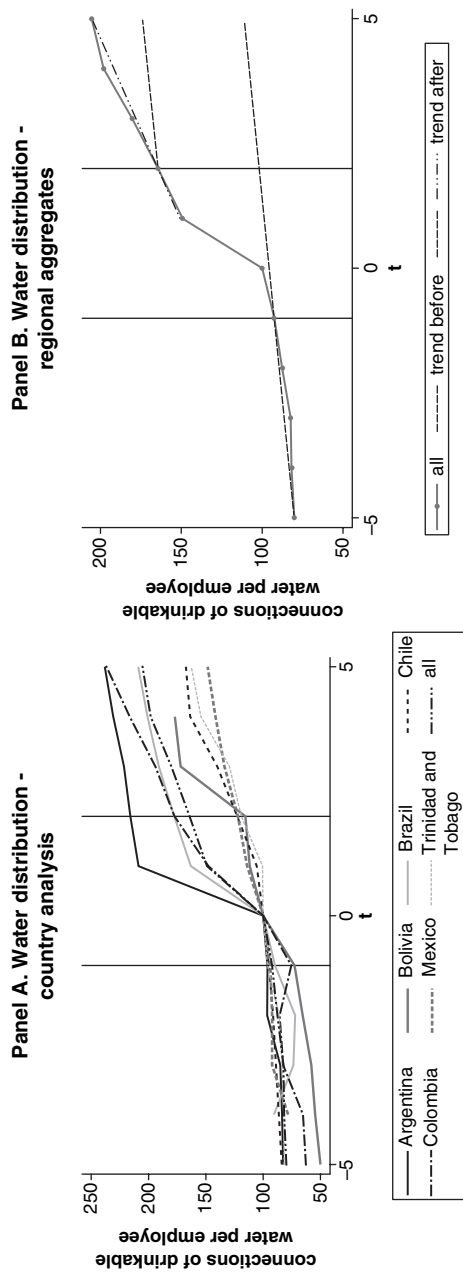 Panel A. Water distribution -
country analysis
connections of drinkable
water per employee
250
200
150
100
50
–5
0
5
t
Argentina
Bolivia
Brazil
Chile
Colombia
Mexico
Trinidad and
Tobago
all
Panel B. Water distribution -
regional aggregates
connections of drinkable
water per employee
200
150
100
50
–5
0
5
t
all
trend before
trend after